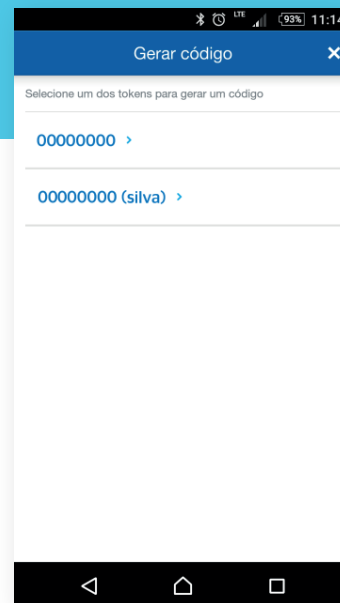 LTE 93% 11:14
Gerar código
Selecione um dos tokens para gerar um código
00000000
00000000 (silva)